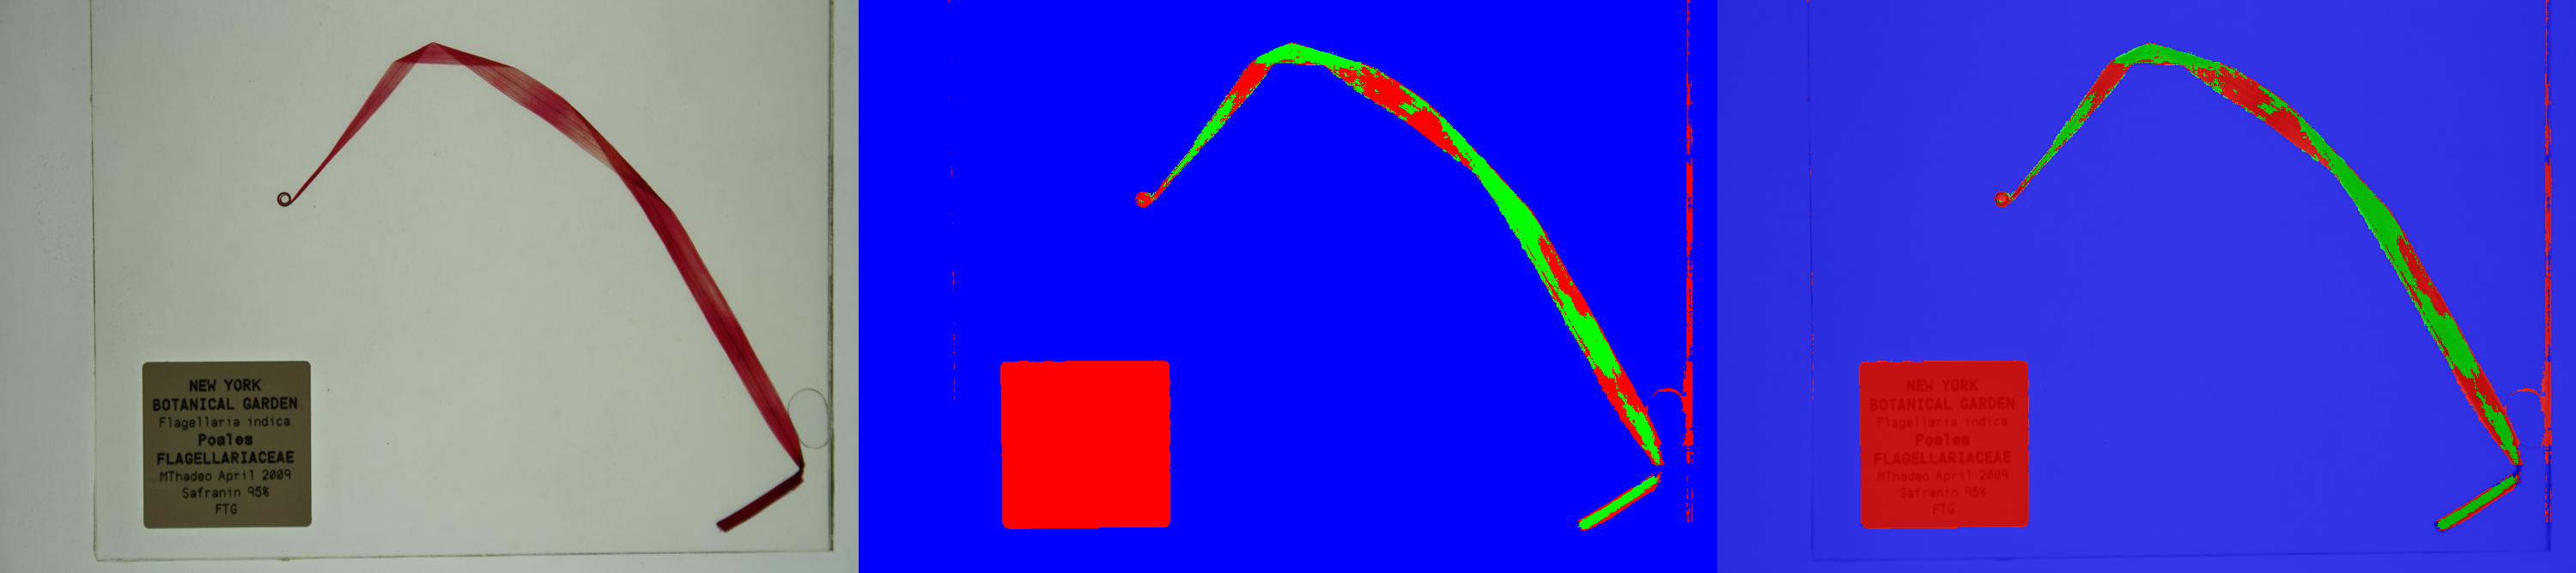 NEW YORK
BOTANICAL GARDEN
Flagellaria indica
Poales
FLAGELLARIACEAE
MThadeo April 2009
Safranin 95%
FTG
NEW YORK
BOTANICAL GARDEN
Flagellaria indica
Poales
FLAGELLARIACEAE
MThadeo April 2009
Safranin 95%
FTG